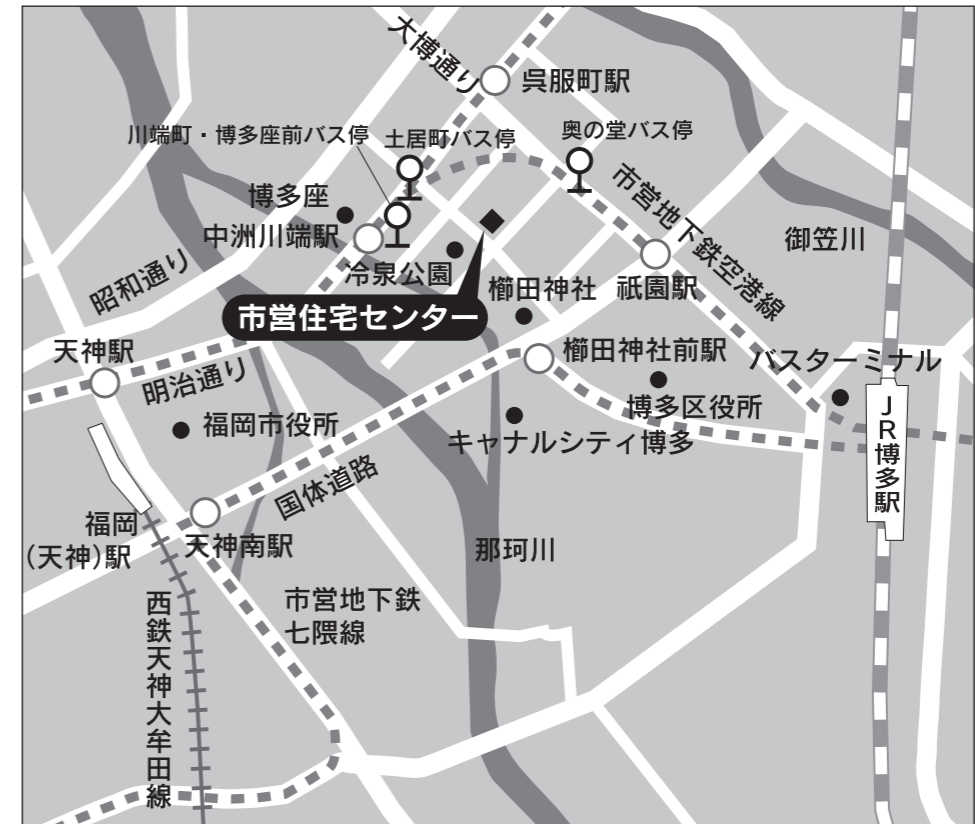 大博通り
呉服町駅
川端町・博多座前バス停
土居町バス停
奥の堂バス停
博多座
中洲川端駅
冷泉公園
市営地下鉄空港線
御笠川
昭和通り
櫛田神社
祇園駅
市営住宅センター
天神駅
明治通り
櫛田神社前駅
バスターミナル
福岡市役所
博多区役所
キャナルシティ博多
JR博多駅
国体道路
福岡
(天神)駅
天神南駅
那珂川
市営地下鉄
七隈線
西鉄天神大牟田線